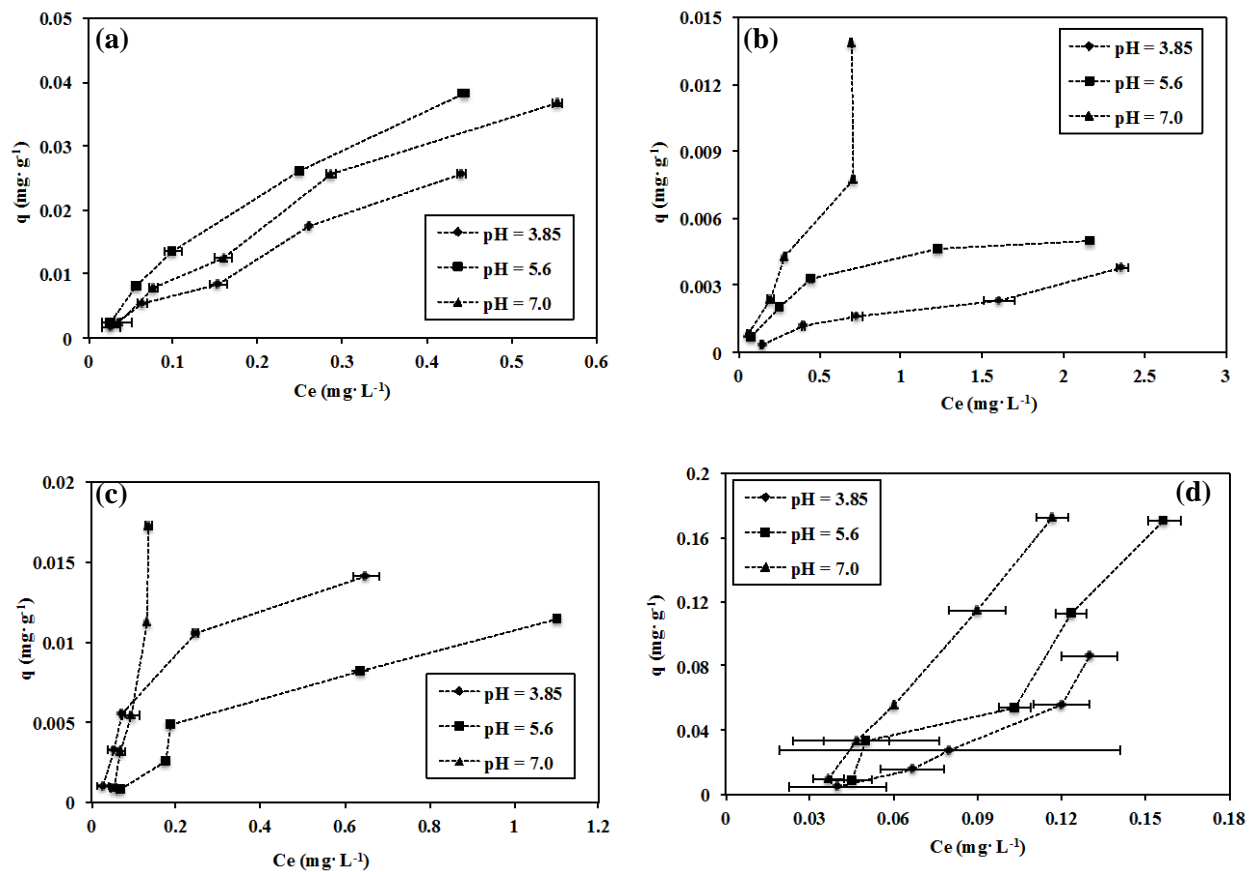 (a)
0.05
0.04
0.03
0.02
0.01
0
q (mg· g⁻¹)
0 0.1 0.2 0.3 0.4 0.5 0.6
Ce (mg· L⁻¹)
pH = 3.85
pH = 5.6
pH = 7.0
(b)
0.015
0.012
0.009
0.006
0.003
0
q (mg· g⁻¹)
0 0.5 1 1.5 2 2.5 3
Ce (mg· L⁻¹)
pH = 3.85
pH = 5.6
pH = 7.0
(c)
0.02
0.015
0.01
0.005
0
q (mg· g⁻¹)
0 0.2 0.4 0.6 0.8 1 1.2
Ce (mg· L⁻¹)
pH = 3.85
pH = 5.6
pH = 7.0
(d)
0.2
0.16
0.12
0.08
0.04
0
q (mg· g⁻¹)
0 0.03 0.06 0.09 0.12 0.15 0.18
Ce (mg· L⁻¹)
pH = 3.85
pH = 5.6
pH = 7.0